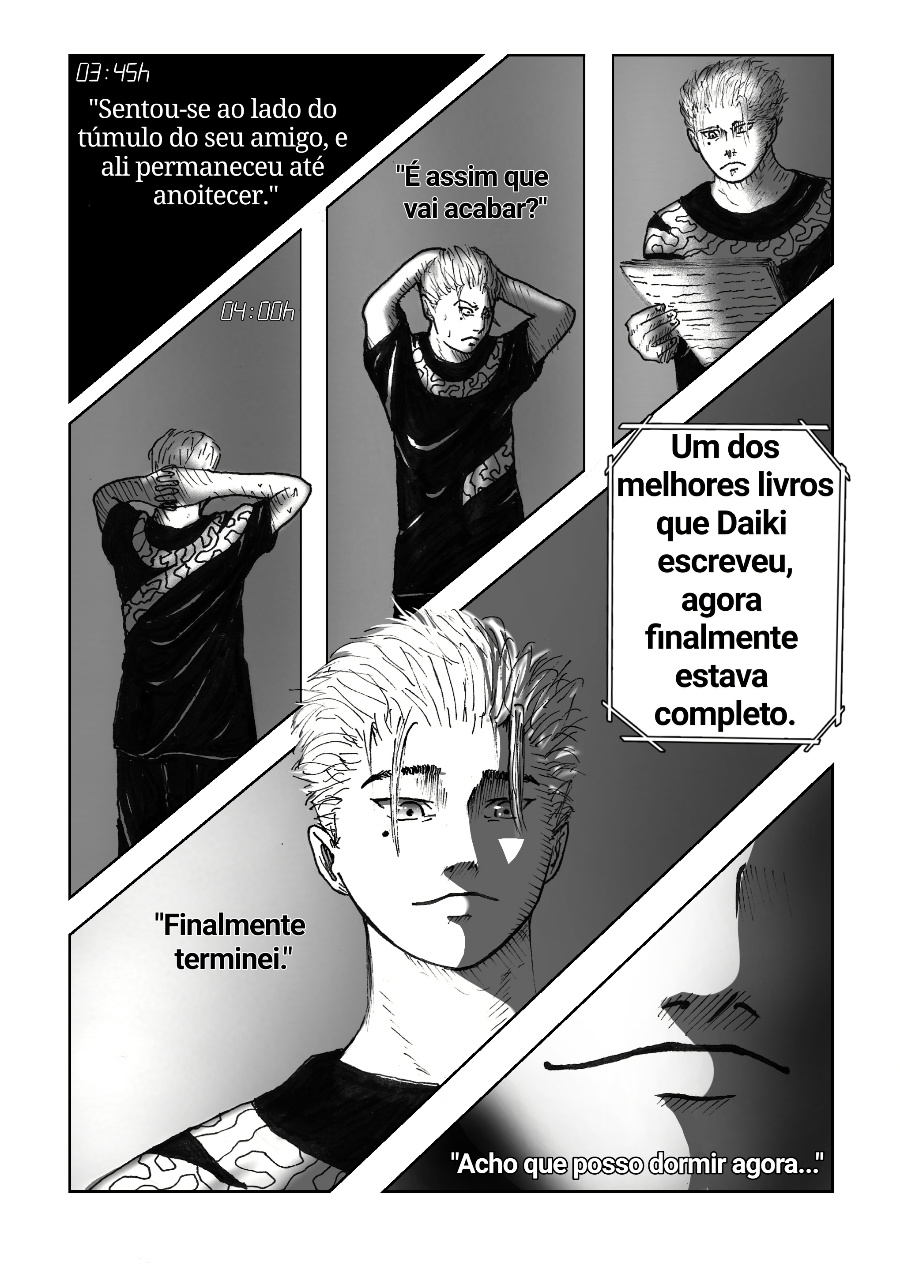 03:45h
"Sentou-se ao lado do
túmulo do seu amigo, e
ali permaneceu até
anoitecer."
04:00h
"É assim que
vai acabar?"
Um dos
melhores livros
que Daiki
escreveu,
agora
finalmente
estava
completo.
"Finalmente
terminei."
"Acho que posso dormir agora..."